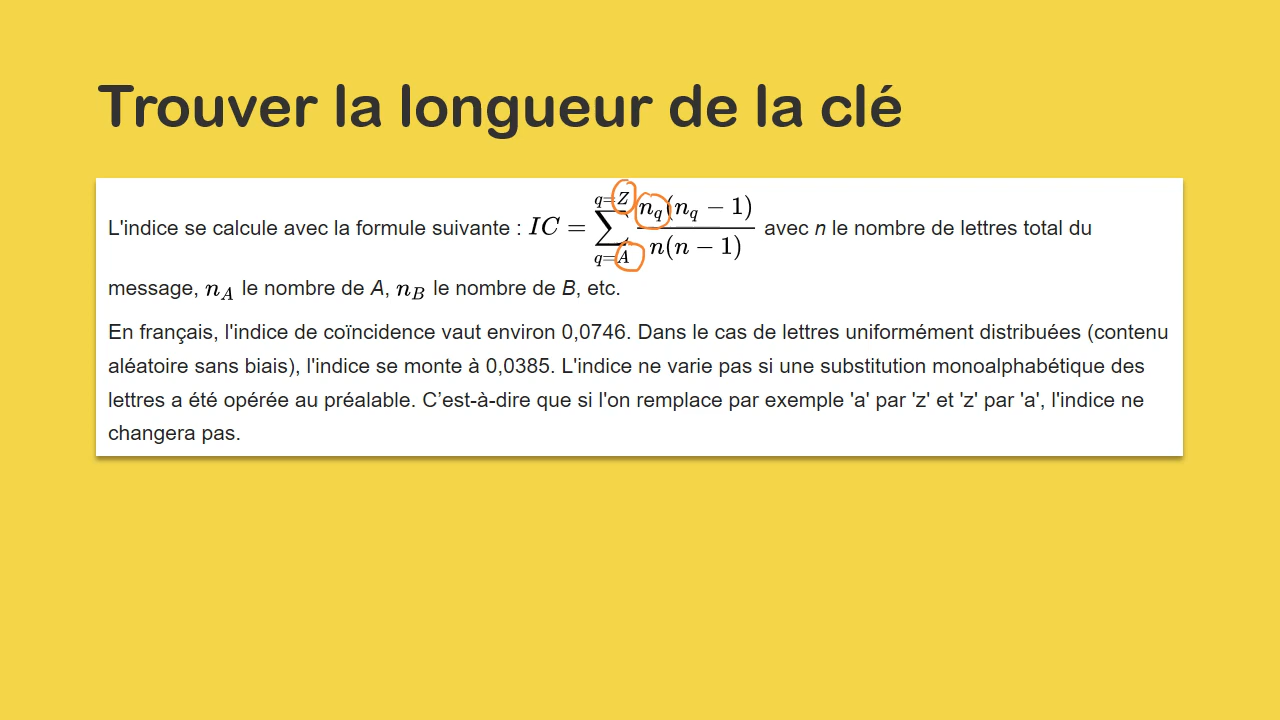 Trouver la longueur de la clé
L'indice se calcule avec la formule suivante : $IC = \sum_{q=A}^{q=Z} \frac{n_q(n_q-1)}{n(n-1)}$ avec n le nombre de lettres total du
message, $n_A$ le nombre de A, $n_B$ le nombre de B, etc.
En français, l'indice de coïncidence vaut environ 0,0746. Dans le cas de lettres uniformément distribuées (contenu
aléatoire sans biais), l'indice se monte à 0,0385. L'indice ne varie pas si une substitution monoalphabétique des
lettres a été opérée au préalable. C’est-à-dire que si l'on remplace par exemple 'a' par 'z' et 'z' par 'a', l'indice ne
changera pas.